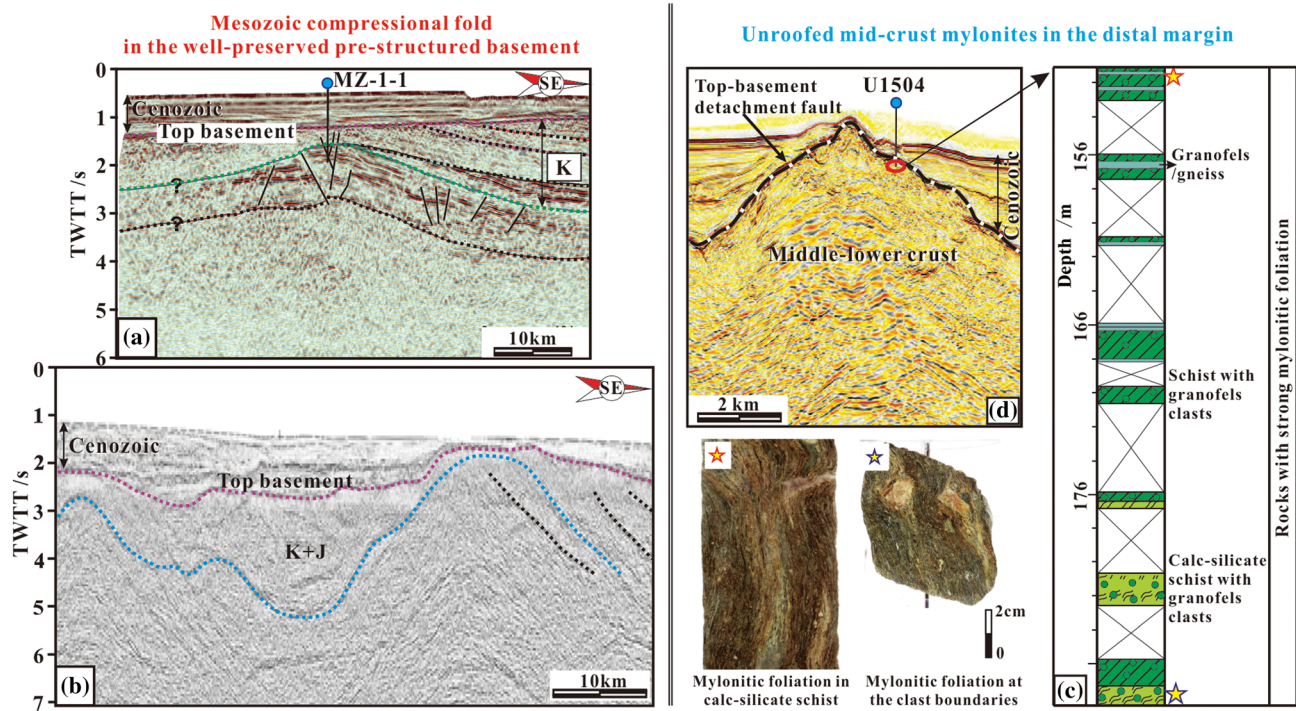 Mesozoic compressional fold
in the well-preserved pre-structured basement
0
1
2
3
4
5
6
TWTT /s
MZ-1-1
SE
Cenozoic
Top basement
K
?
?
(a)
10km
0
1
2
3
4
5
6
7
TWTT /s
SE
Cenozoic
Top basement
K+J
(b)
10km
Unroofed mid-crust mylonites in the distal margin
Top-basement
detachment fault
U1504
Cenozoic
Middle-lower crust
2 km
(d)
Mylonitic foliation in
calc-silicate schist
Mylonitic foliation at
the clast boundaries
2cm
0
Depth /m
156
166
176
Granofels
/gneiss
Schist with
granofels
clasts
Calc-silicate
schist with
granofels
clasts
(c)
Rocks with strong mylonitic foliation